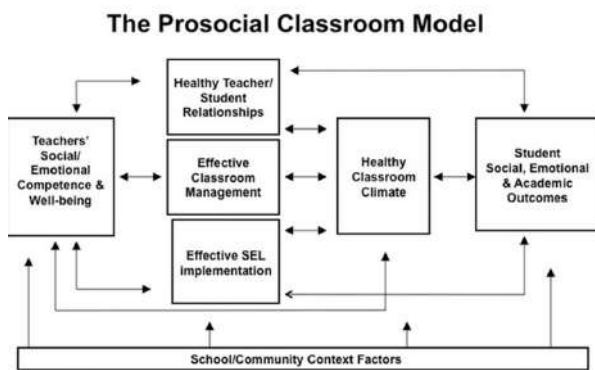 The Prosocial Classroom Model
Healthy Teacher/
Student
Relationships
Teachers'
Social/
Emotional
Competence &
Well-being
Effective
Classroom
Management
Healthy
Classroom
Climate
Student
Social, Emotional
& Academic
Outcomes
Effective SEL
implementation
School/Community Context Factors